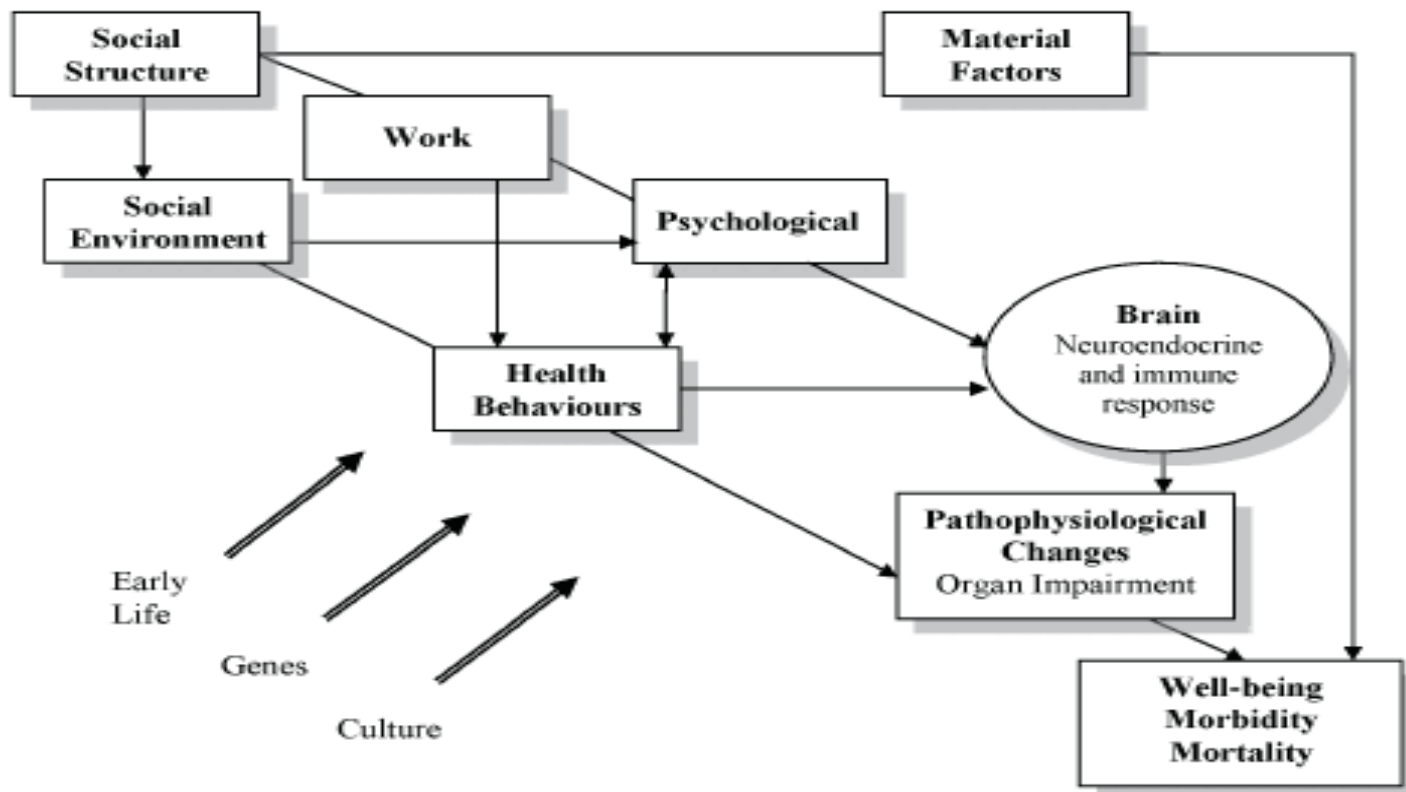 Social
Structure
Material
Factors
Work
Social
Environment
Psychological
Brain
Neuroendocrine
and immune
response
Health
Behaviours
Pathophysiological
Changes
Organ Impairment
Early
Life
Genes
Culture
Well-being
Morbidity
Mortality